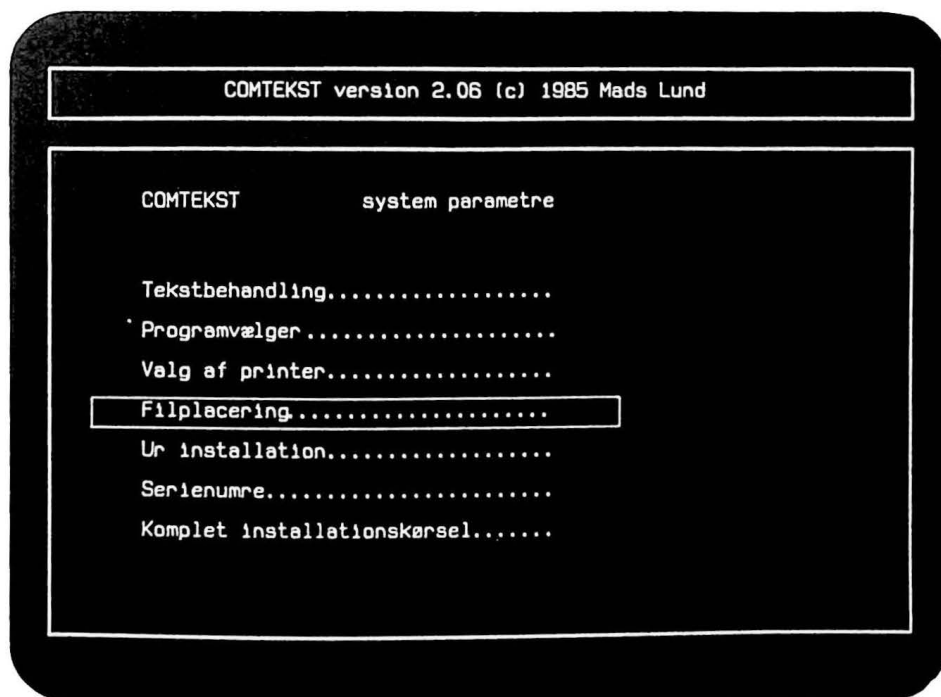 COMTEKST version 2.06 (c) 1985 Mads Lund
COMTEKST system parametre
Tekstbehandling...................
Programvælger .....................
Valg af printer...................
Filplacering......................
Ur installation...................
Serienumre........................
Komplet installationskørsel.......